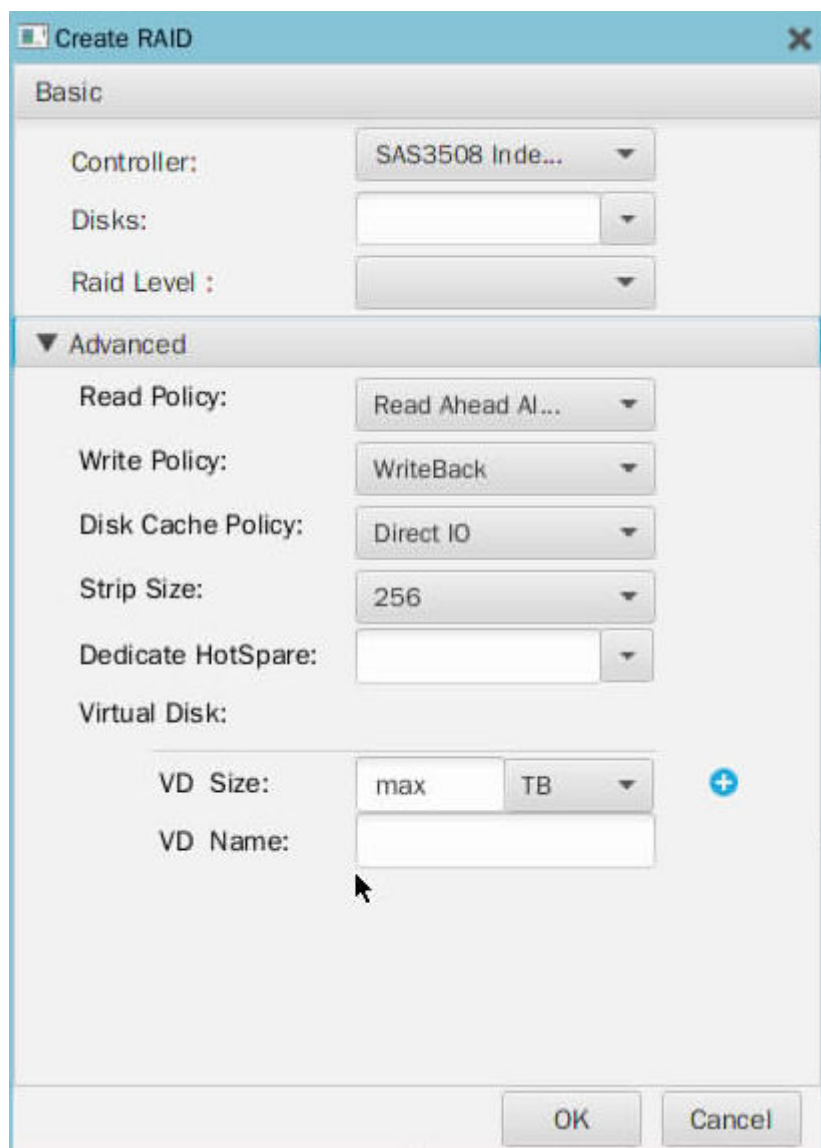 Create RAID
Basic
Controller: SAS3508 Inde...
Disks:
Raid Level :
Advanced
Read Policy: Read Ahead Al...
Write Policy: WriteBack
Disk Cache Policy: Direct IO
Strip Size: 256
Dedicate HotSpare:
Virtual Disk:
VD Size: max TB
VD Name:
OK Cancel